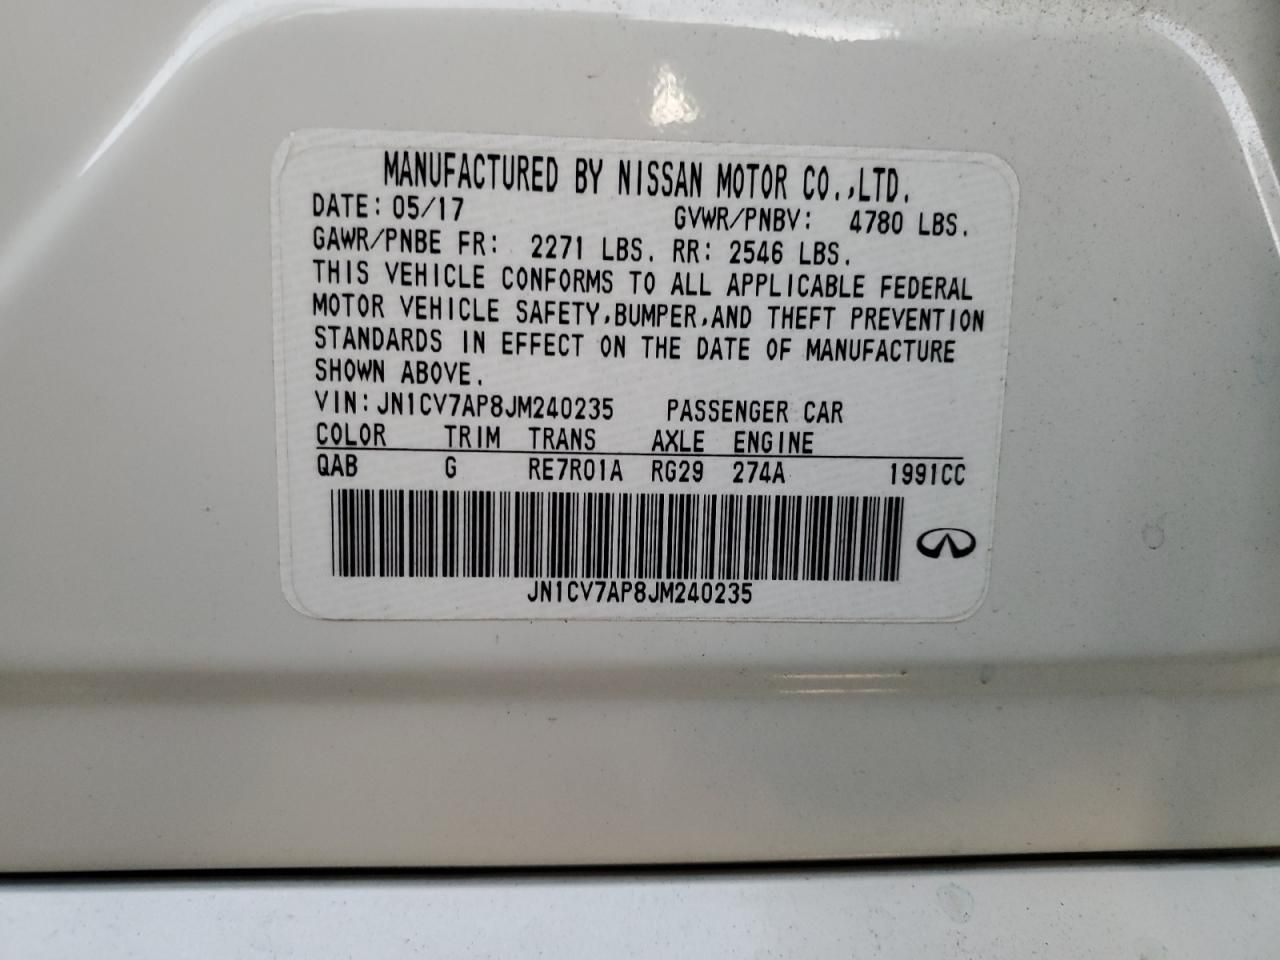 MANUFACTURED BY NISSAN MOTOR CO.,LTD.
DATE: 05/17 GVWR/PNBV: 4780 LBS.
GAWR/PNBE FR: 2271 LBS. RR: 2546 LBS.
THIS VEHICLE CONFORMS TO ALL APPLICABLE FEDERAL
MOTOR VEHICLE SAFETY,BUMPER,AND THEFT PREVENTION
STANDARDS IN EFFECT ON THE DATE OF MANUFACTURE
SHOWN ABOVE.
VIN:JN1CV7AP8JM240235 PASSENGER CAR
COLOR TRIM TRANS AXLE ENGINE
QAB G RE7R01A RG29 274A 1991CC
JN1CV7AP8JM240235